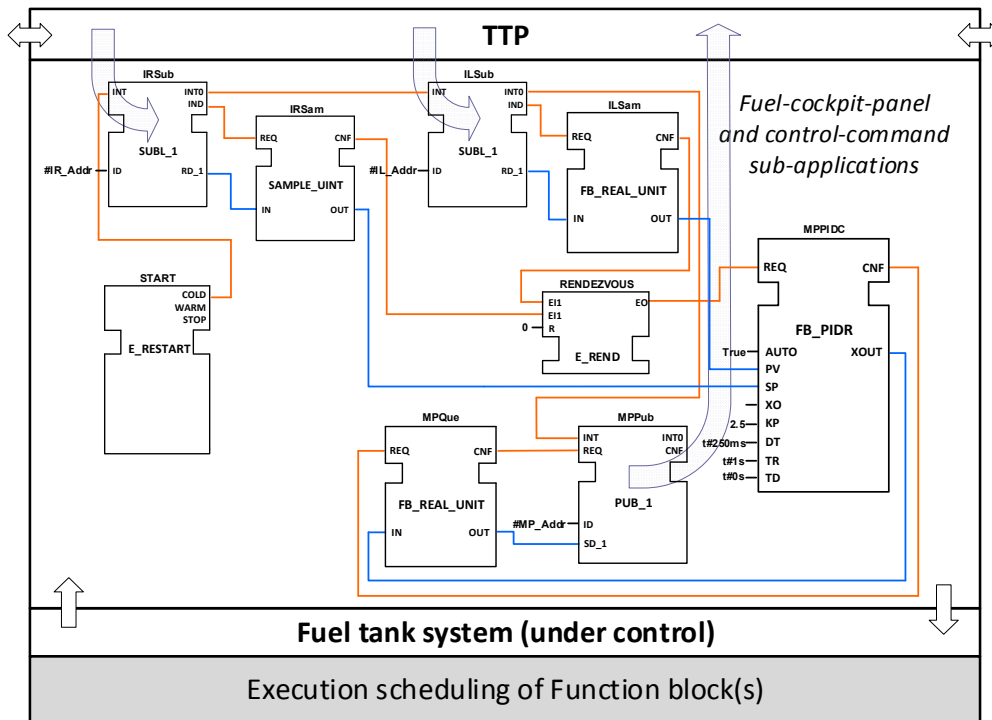 TTP
IRSub
INT
INT0
IND
SUBL_1
#IR_Addr
ID
RD_1
IRSam
REQ
CNF
SAMPLE_UINT
IN
OUT
ILSub
INT
INT0
IND
SUBL_1
#IL_Addr
ID
RD_1
ILSam
REQ
CNF
FB_REAL_UNIT
IN
OUT
Fuel-cockpit-panel
and control-command
sub-applications
START
COLD
WARM
STOP
E_RESTART
RENDEZVOUS
EI1
EO
EI1
0
R
E_REND
MPPIDC
REQ
CNF
FB_PIDR
True
AUTO
XOUT
PV
SP
XO
2.5
KP
t#250ms
DT
t#1s
TR
t#0s
TD
MPQue
REQ
CNF
FB_REAL_UNIT
IN
OUT
MPPub
INT
INT0
REQ
CNF
PUB_1
#MP_Addr
ID
SD_1
Fuel tank system (under control)
Execution scheduling of Function block(s)